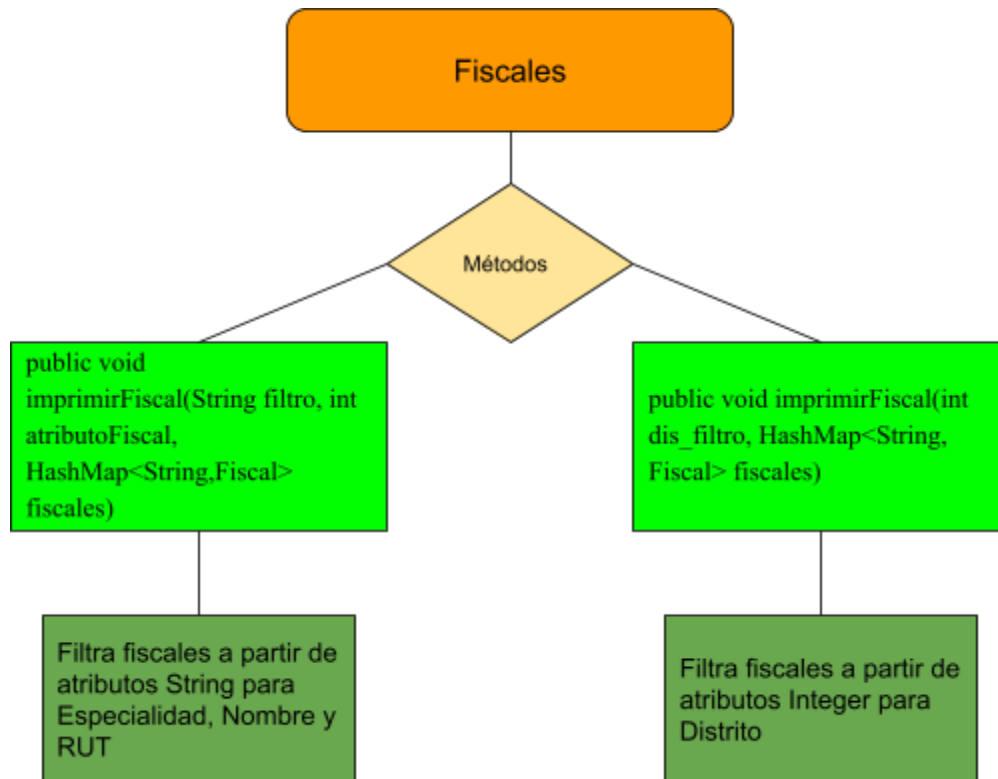 Fiscales
Métodos
public void
imprimirFiscal(String filtro, int
atributoFiscal,
HashMap<String,Fiscal>
fiscales)
public void imprimirFiscal(int
dis_filtro, HashMap<String,
Fiscal> fiscales)
Filtra fiscales a partir de
atributos String para
Especialidad, Nombre y
RUT
Filtra fiscales a partir de
atributos Integer para
Distrito